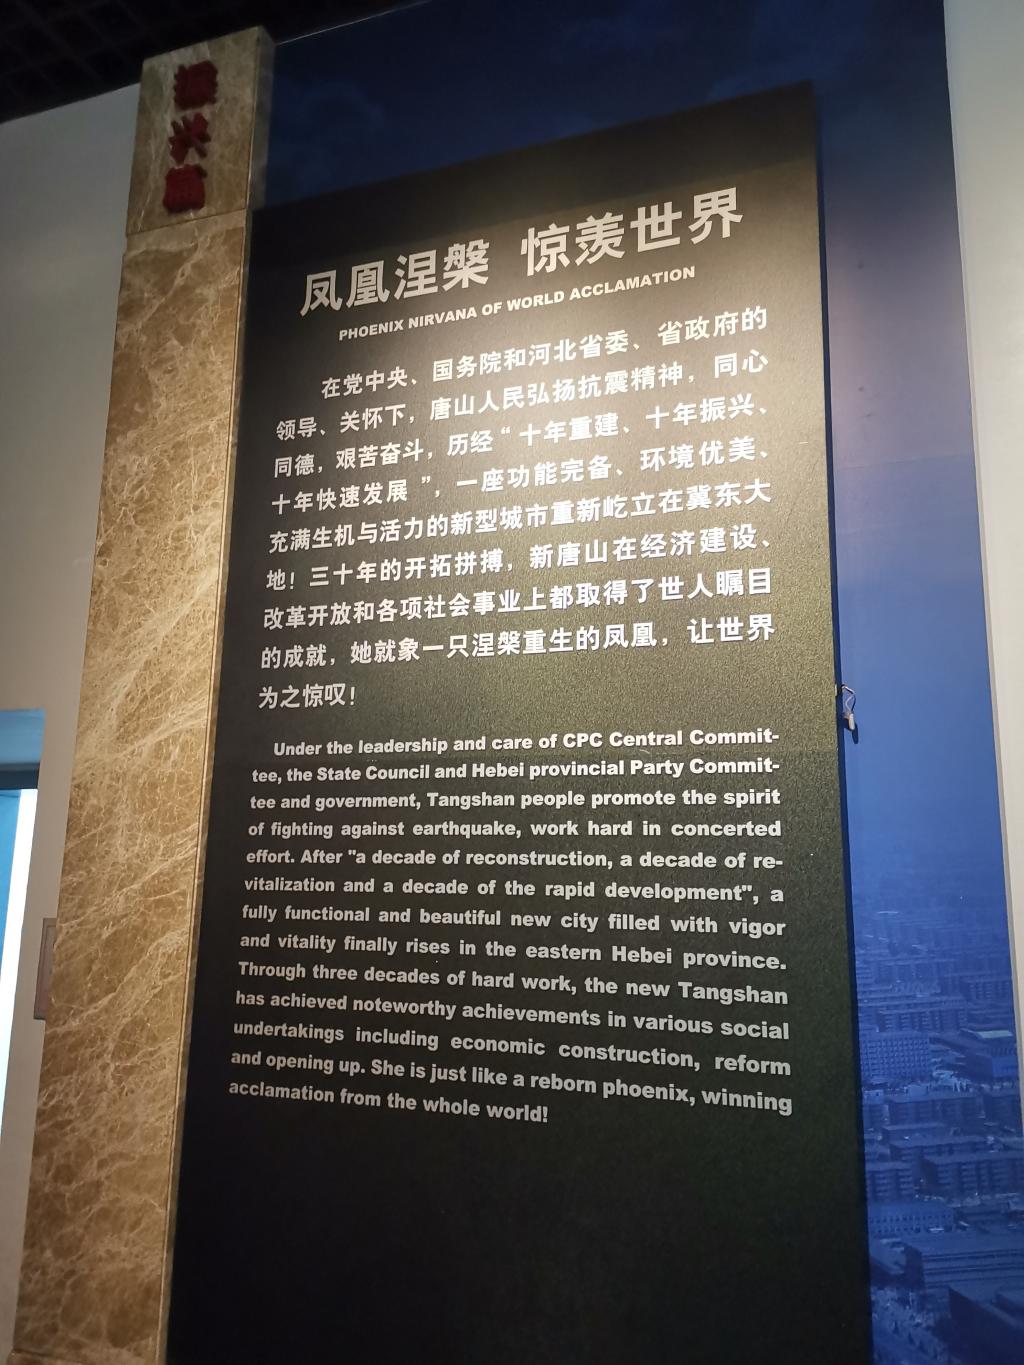 振兴篇
凤凰涅槃 惊羡世界
PHOENIX NIRVANA OF WORLD ACCLAMATION
在党中央、国务院和河北省委、省政府的
领导、关怀下，唐山人民弘扬抗震精神，同心
同德，艰苦奋斗，历经“十年重建、十年振兴、
十年快速发展 ”，一座功能完备、环境优美、
充满生机与活力的新型城市重新屹立在冀东大
地！三十年的开拓拼搏，新唐山在经济建设、
改革开放和各项社会事业上都取得了世人瞩目
的成就，她就象一只涅槃重生的凤凰，让世界
为之惊叹！
Under the leadership and care of CPC Central Commit-
tee, the State Council and Hebei provincial Party Commit-
tee and government, Tangshan people promote the spirit
of fighting against earthquake, work hard in concerted
effort. After "a decade of reconstruction, a decade of re-
vitalization and a decade of the rapid development", a
fully functional and beautiful new city filled with vigor
and vitality finally rises in the eastern Hebei province.
Through three decades of hard work, the new Tangshan
has achieved noteworthy achievements in various social
undertakings including economic construction, reform
and opening up. She is just like a reborn phoenix, winning
acclamation from the whole world!